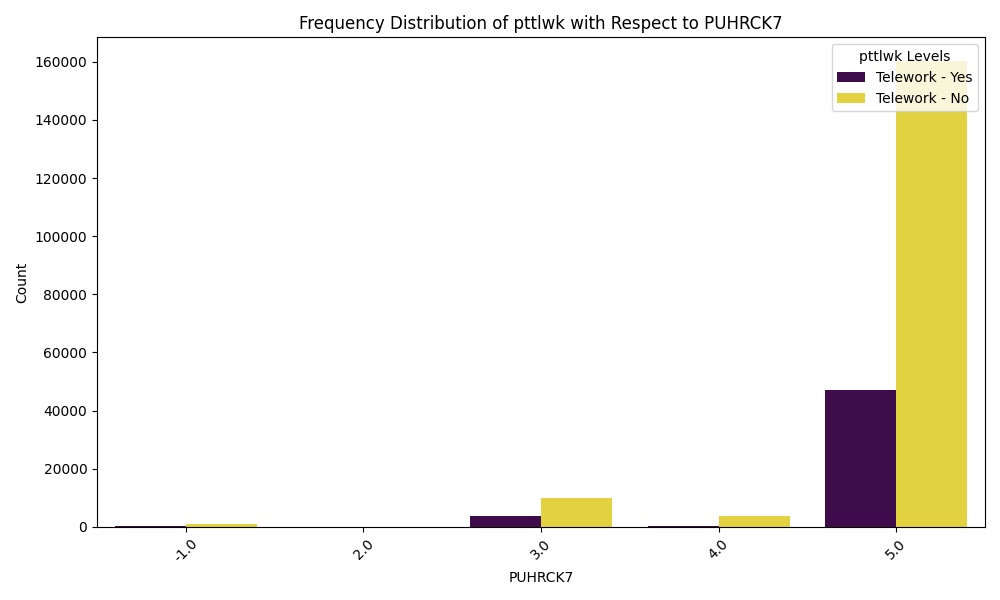 Frequency Distribution of pttlwk with Respect to PUHRCK7
pttlwk Levels
Telework - Yes
Telework - No
Count
160000
140000
120000
100000
80000
60000
40000
20000
0
-1.0
2.0
3.0
4.0
5.0
PUHRCK7